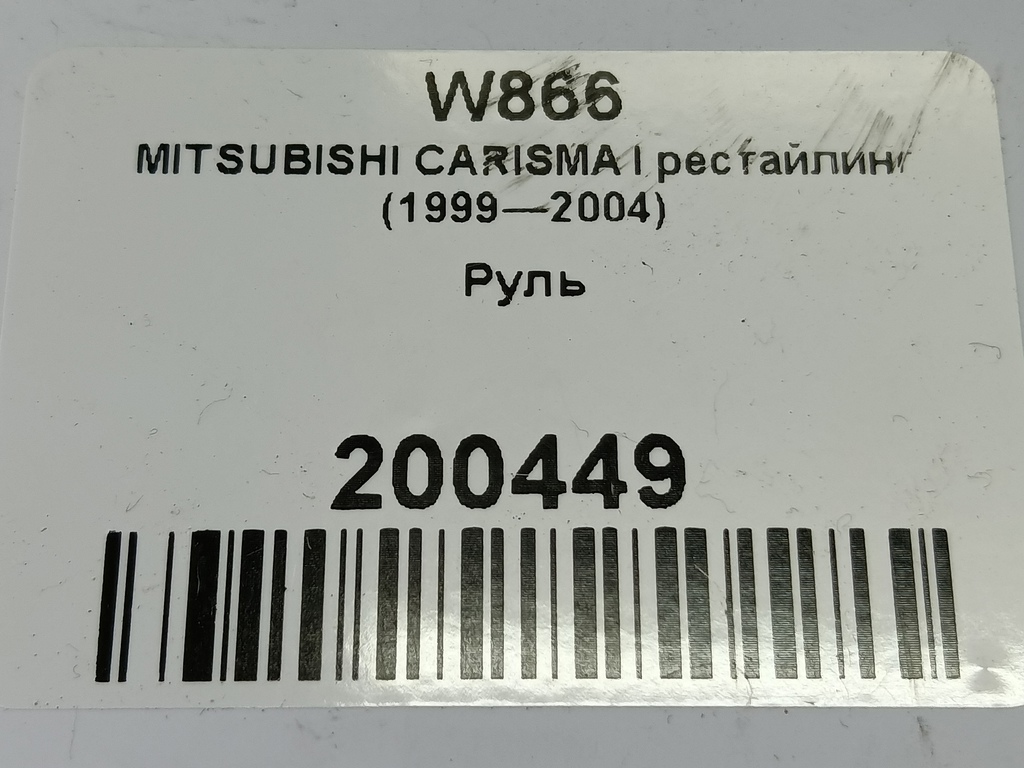 W866
MITSUBISHI CARISMA I рестайлинг
(1999—2004)
Руль
200449